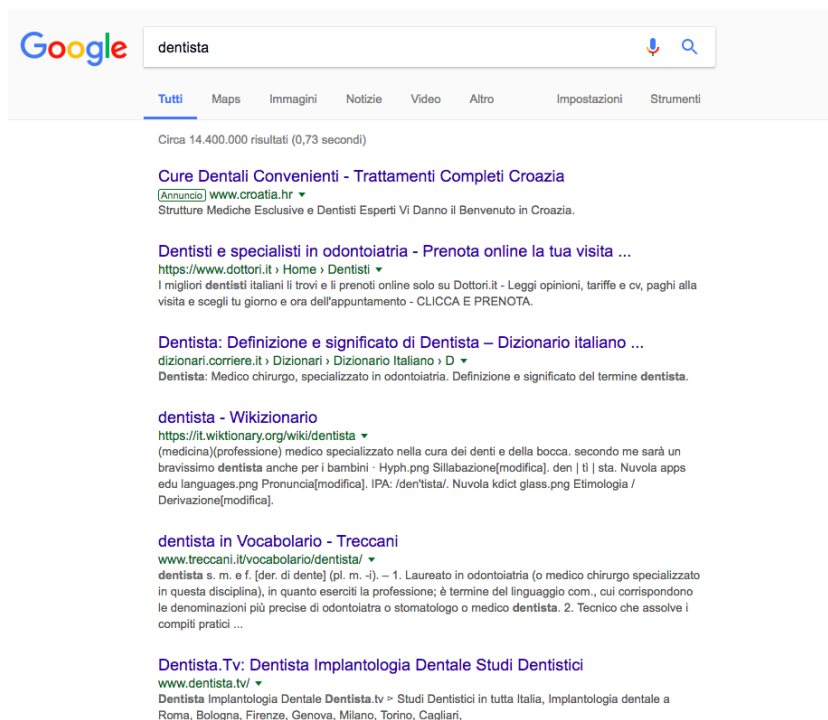 Google
dentista
Tutti Maps Immagini Notizie Video Altro Impostazioni Strumenti
Circa 14.400.000 risultati (0,73 secondi)
Cure Dentali Convenienti - Trattamenti Completi Croazia
Annuncio www.croatia.hr
Strutture Mediche Esclusive e Dentisti Esperti Vi Danno il Benvenuto in Croazia.
Dentisti e specialisti in odontoiatria - Prenota online la tua visita ...
https://www.dottori.it › Home › Dentisti
I migliori dentisti italiani li trovi e li prenoti online solo su Dottori.it - Leggi opinioni, tariffe e cv, paghi alla
visita e scegli tu giorno e ora dell'appuntamento - CLICCA E PRENOTA.
Dentista: Definizione e significato di Dentista – Dizionario italiano ...
dizionari.corriere.it › Dizionari › Dizionario Italiano › D
Dentista: Medico chirurgo, specializzato in odontoiatria. Definizione e significato del termine dentista.
dentista - Wikizionario
https://it.wiktionary.org/wiki/dentista
(medicina)(professione) medico specializzato nella cura dei denti e della bocca. secondo me sarà un
bravissimo dentista anche per i bambini · Hyph.png Sillabazione[modifica]. den | tì | sta. Nuvola apps
edu languages.png Pronuncia[modifica]. IPA: /den'tista/. Nuvola kdict glass.png Etimologia /
Derivazione[modifica].
dentista in Vocabolario - Treccani
www.treccani.it/vocabolario/dentista/
dentista s. m. e f. [der. di dente] (pl. m. -i). – 1. Laureato in odontoiatria (o medico chirurgo specializzato
in questa disciplina), in quanto eserciti la professione; è termine del linguaggio com., cui corrispondono
le denominazioni più precise di odontoiatra o stomatologo o medico dentista. 2. Tecnico che assolve i
compiti pratici ...
Dentista.Tv: Dentista Implantologia Dentale Studi Dentistici
www.dentista.tv/
Dentista Implantologia Dentale Dentista.tv ➣ Studi Dentistici in tutta Italia, Implantologia dentale a
Roma, Bologna, Firenze, Genova, Milano, Torino, Cagliari,